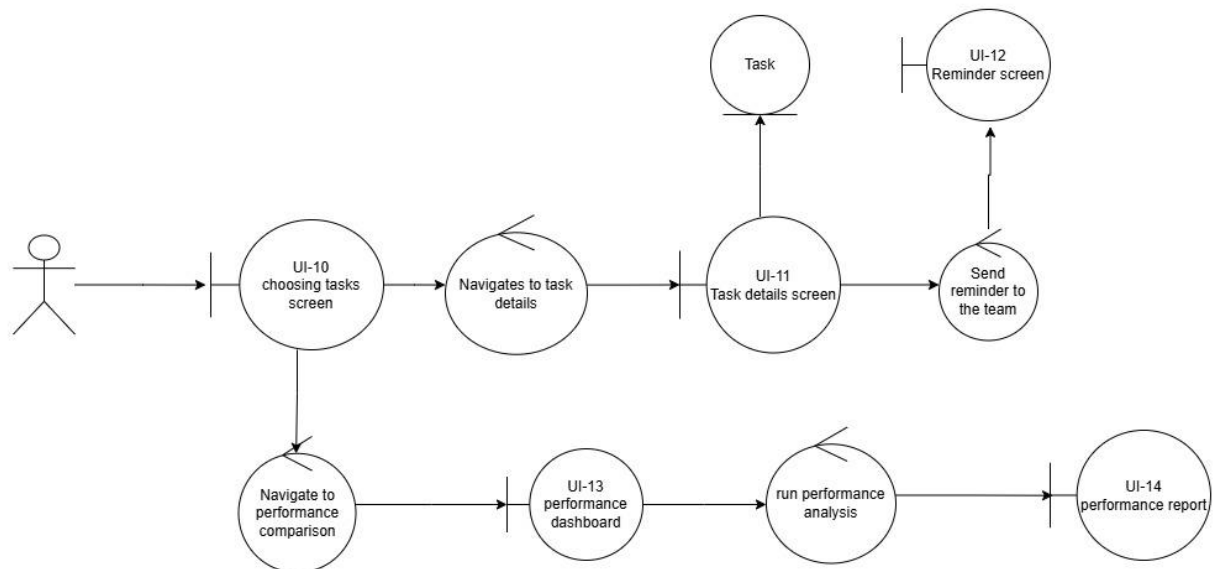 Task
UI-12
Reminder screen
UI-10
choosing tasks
screen
Navigates to task
details
UI-11
Task details screen
Send
reminder to
the team
Navigate to
performance
comparison
UI-13
performance
dashboard
run performance
analysis
UI-14
performance report